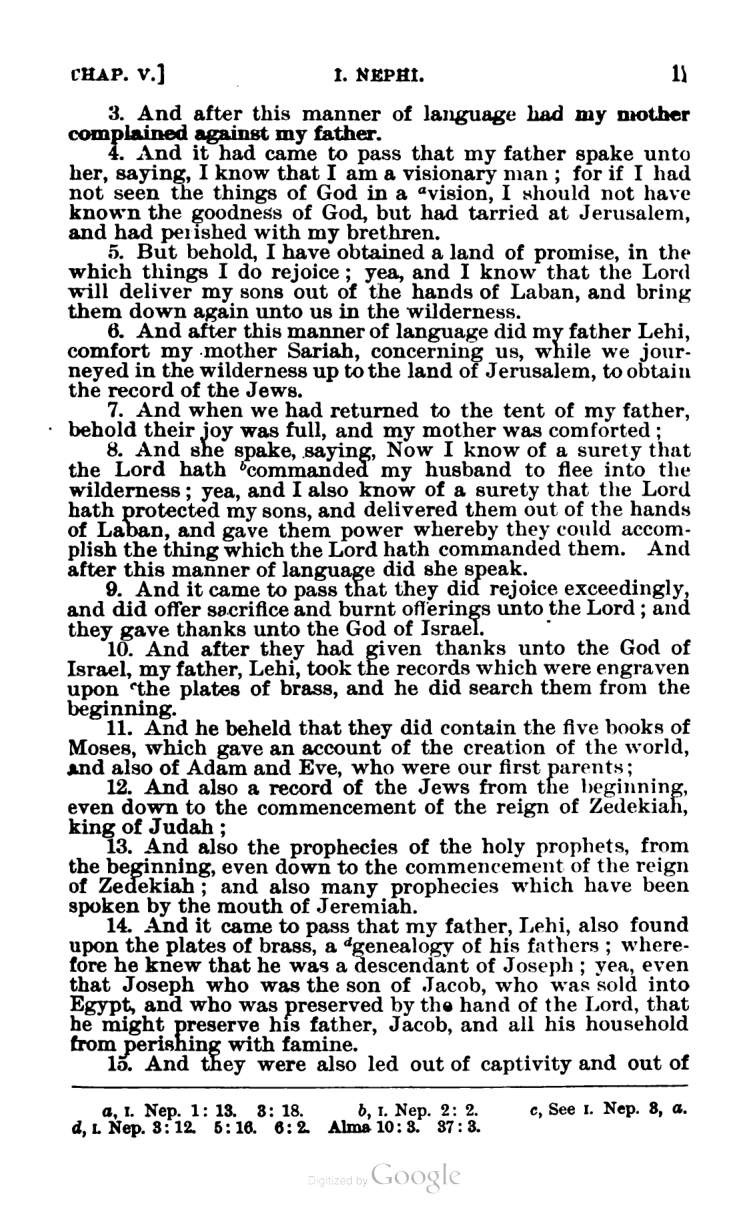 CHAP. V.] I. NEPHI. 11
3. And after this manner of language had my mother
complained against my father.
4. And it had came to pass that my father spake unto
her, saying, I know that I am a visionary man ; for if I had
not seen the things of God in a ᵃvision, I should not have
known the goodness of God, but had tarried at Jerusalem,
and had perished with my brethren.
5. But behold, I have obtained a land of promise, in the
which things I do rejoice ; yea, and I know that the Lord
will deliver my sons out of the hands of Laban, and bring
them down again unto us in the wilderness.
6. And after this manner of language did my father Lehi,
comfort my mother Sariah, concerning us, while we jour-
neyed in the wilderness up to the land of Jerusalem, to obtain
the record of the Jews.
7. And when we had returned to the tent of my father,
behold their joy was full, and my mother was comforted ;
8. And she spake, saying, Now I know of a surety that
the Lord hath ᵇcommanded my husband to flee into the
wilderness ; yea, and I also know of a surety that the Lord
hath protected my sons, and delivered them out of the hands
of Laban, and gave them power whereby they could accom-
plish the thing which the Lord hath commanded them. And
after this manner of language did she speak.
9. And it came to pass that they did rejoice exceedingly,
and did offer sacrifice and burnt offerings unto the Lord ; and
they gave thanks unto the God of Israel.
10. And after they had given thanks unto the God of
Israel, my father, Lehi, took the records which were engraven
upon ᶜthe plates of brass, and he did search them from the
beginning.
11. And he beheld that they did contain the five books of
Moses, which gave an account of the creation of the world,
and also of Adam and Eve, who were our first parents ;
12. And also a record of the Jews from the beginning,
even down to the commencement of the reign of Zedekiah,
king of Judah ;
13. And also the prophecies of the holy prophets, from
the beginning, even down to the commencement of the reign
of Zedekiah ; and also many prophecies which have been
spoken by the mouth of Jeremiah.
14. And it came to pass that my father, Lehi, also found
upon the plates of brass, a ᵈgenealogy of his fathers ; where-
fore he knew that he was a descendant of Joseph ; yea, even
that Joseph who was the son of Jacob, who was sold into
Egypt, and who was preserved by the hand of the Lord, that
he might preserve his father, Jacob, and all his household
from perishing with famine.
15. And they were also led out of captivity and out of
a, I. Nep. 1: 13. 3: 18. b, I. Nep. 2: 2. c, See I. Nep. 3, a.
d, I. Nep. 3: 12. 5: 16. 6: 2. Alma 10: 3. 37: 3.
Digitized by Google